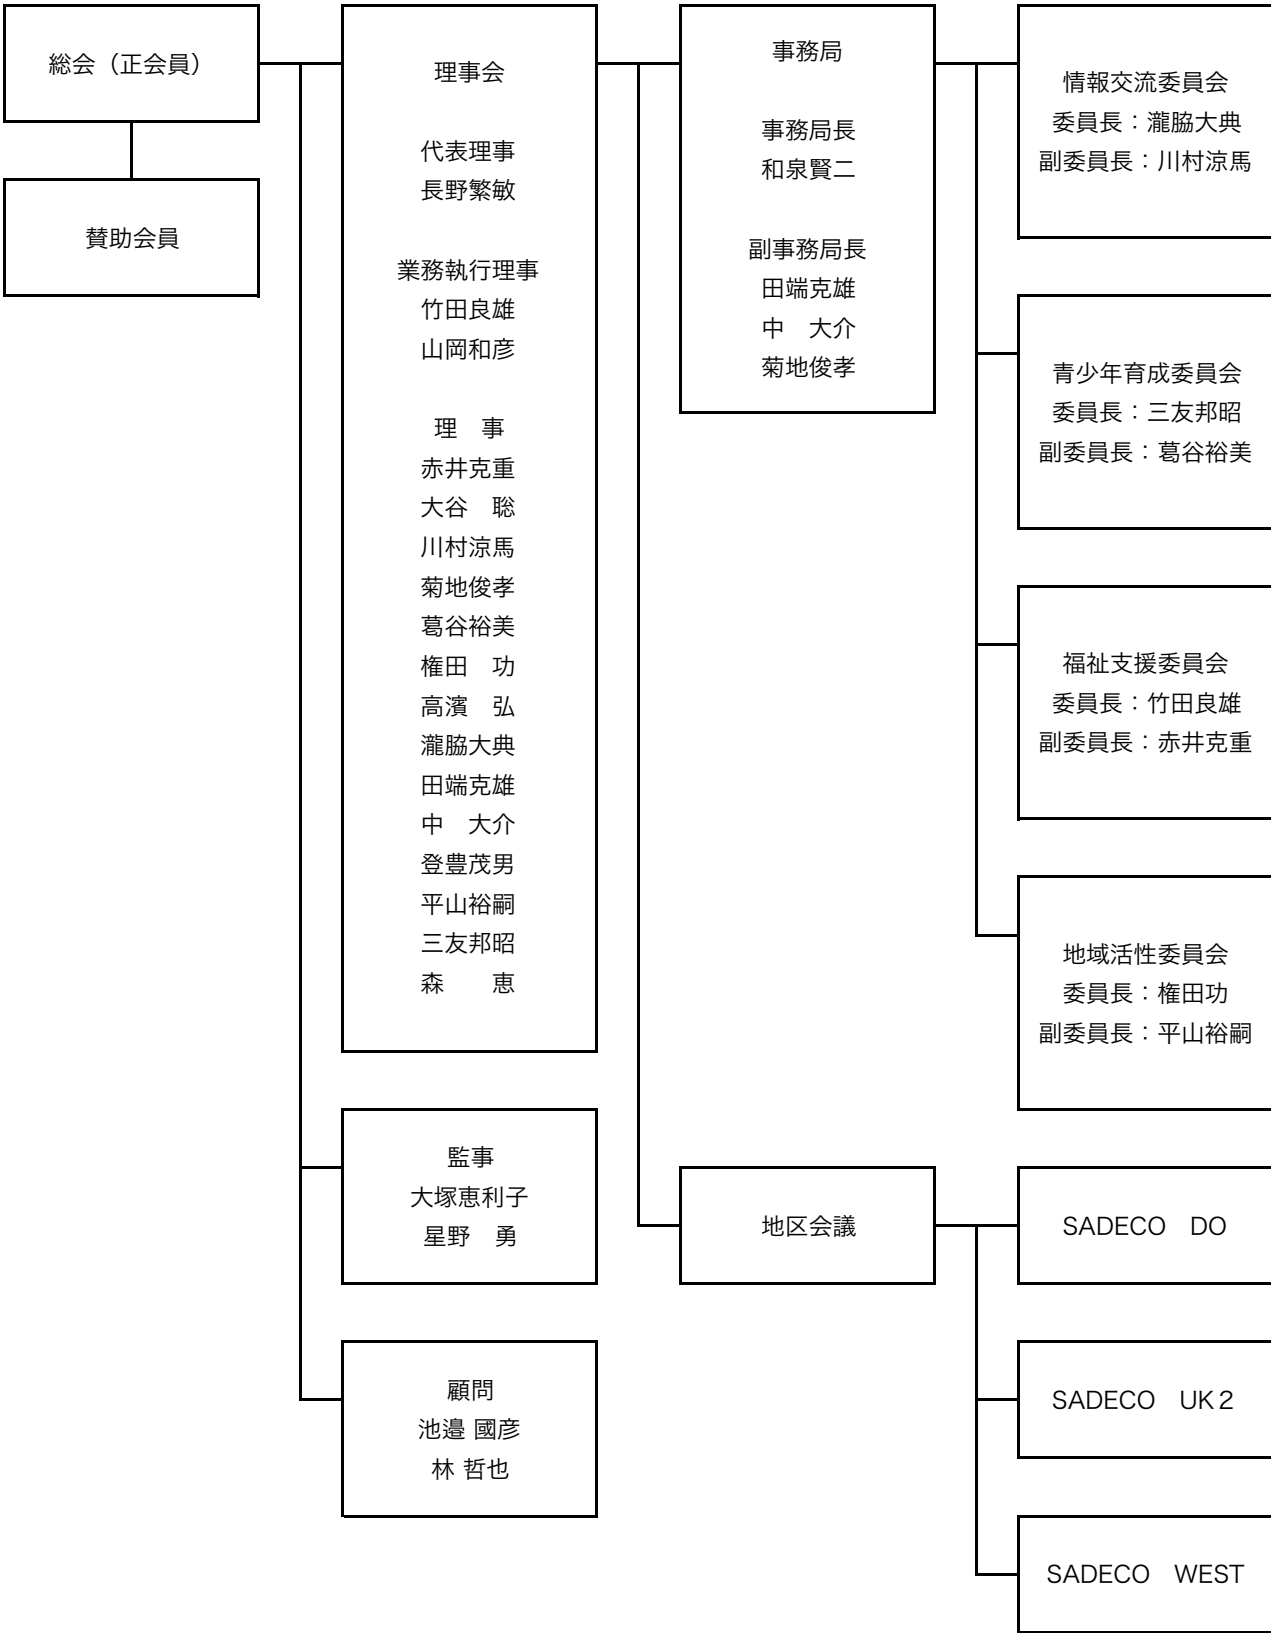 総会（正会員）
賛助会員
理事会
代表理事
長野繁敏
業務執行理事
竹田良雄
山岡和彦
理　事
赤井克重
大谷　聡
川村涼馬
菊地俊孝
葛谷裕美
権田　功
高濱　弘
瀧脇大典
田端克雄
中　大介
登豊茂男
平山裕嗣
三友邦昭
森　　恵
監事
大塚恵利子
星野　勇
顧問
池邉 國彦
林 哲也
事務局
事務局長
和泉賢二
副事務局長
田端克雄
中　大介
菊地俊孝
地区会議
情報交流委員会
委員長：瀧脇大典
副委員長：川村涼馬
青少年育成委員会
委員長：三友邦昭
副委員長：葛谷裕美
福祉支援委員会
委員長：竹田良雄
副委員長：赤井克重
地域活性委員会
委員長：権田功
副委員長：平山裕嗣
SADECO　DO
SADECO　UK２
SADECO　WEST